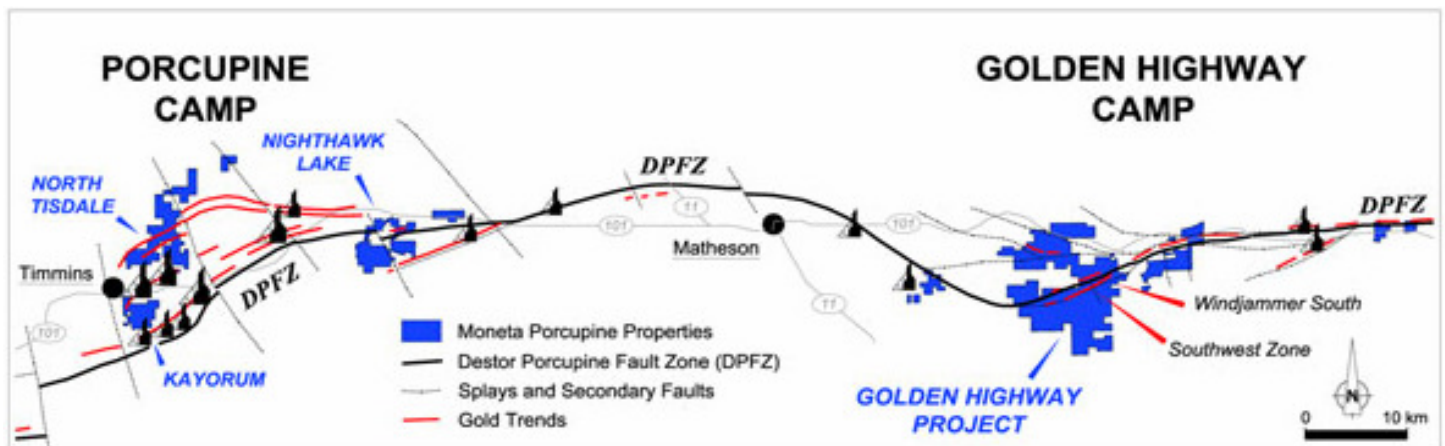 PORCUPINE
CAMP
GOLDEN HIGHWAY
CAMP
NIGHTHAWK
LAKE
NORTH
TISDALE
DPFZ
DPFZ
11
101
101
Matheson
Timmins
DPFZ
101
11
KAYORUM
Windjammer South
Southwest Zone
GOLDEN HIGHWAY
PROJECT
Moneta Porcupine Properties
Destor Porcupine Fault Zone (DPFZ)
Splays and Secondary Faults
Gold Trends
N
0 10 km